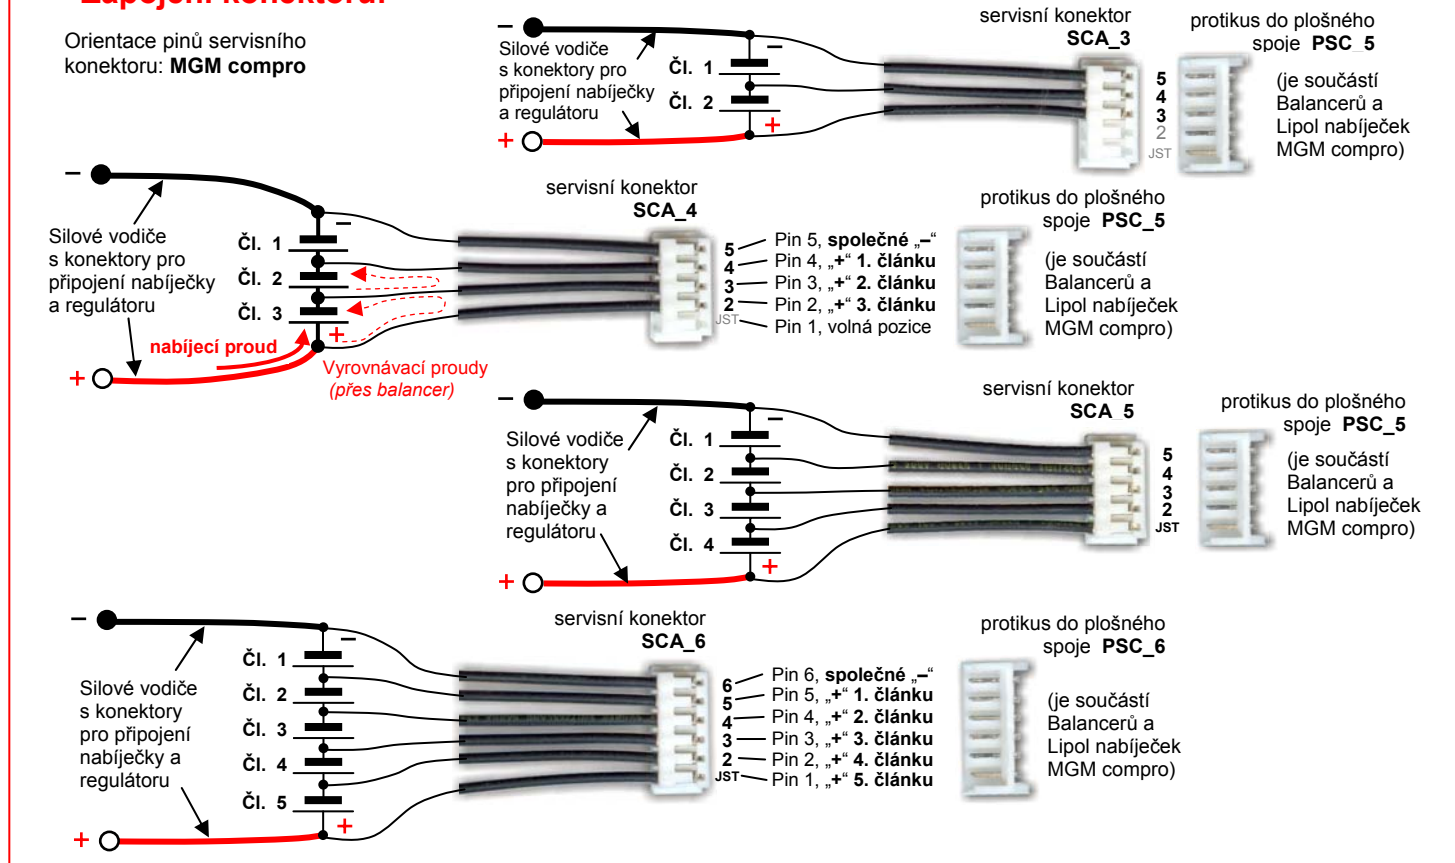 Zapojení konektorů:
Orientace pinů servisního
konektoru: MGM compro
–
Silové vodiče
s konektory pro
připojení nabíječky
a regulátoru
+
–
Čl. 1
Čl. 2
+
servisní konektor
SCA_3
5
4
3
2
JST
protikus do plošného
spoje PSC_5
(je součástí
Balancerů a
Lipol nabíječek
MGM compro)
–
Silové vodiče
s konektory pro
připojení nabíječky
a regulátoru
+
–
Čl. 1
Čl. 2
Čl. 3
+
nabíjecí proud
Vyrovnávací proudy
(přes balancer)
servisní konektor
SCA_4
5 Pin 5, společné „–“
4 Pin 4, „+“ 1. článku
3 Pin 3, „+“ 2. článku
2 Pin 2, „+“ 3. článku
JST Pin 1, volná pozice
protikus do plošného
spoje PSC_5
(je součástí
Balancerů a
Lipol nabíječek
MGM compro)
–
Silové vodiče
s konektory
pro připojení
nabíječky a
regulátoru
+
–
Čl. 1
Čl. 2
Čl. 3
Čl. 4
+
servisní konektor
SCA_5
5
4
3
2
JST
protikus do plošného
spoje PSC_5
(je součástí
Balancerů a
Lipol nabíječek
MGM compro)
–
Silové vodiče
s konektory
pro připojení
nabíječky a
regulátoru
+
–
Čl. 1
Čl. 2
Čl. 3
Čl. 4
Čl. 5
+
servisní konektor
SCA_6
6 Pin 6, společné „–“
5 Pin 5, „+“ 1. článku
4 Pin 4, „+“ 2. článku
3 Pin 3, „+“ 3. článku
2 Pin 2, „+“ 4. článku
JST Pin 1, „+“ 5. článku
protikus do plošného
spoje PSC_6
(je součástí
Balancerů a
Lipol nabíječek
MGM compro)